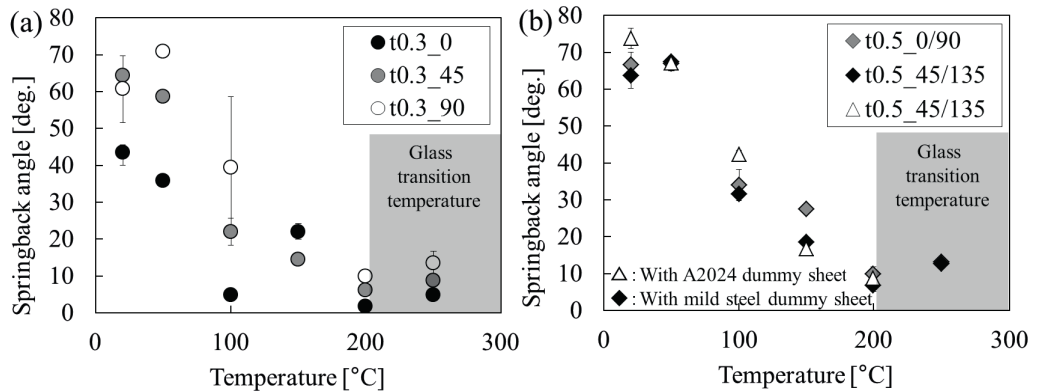 (a)
80
70
60
50
40
30
20
10
0
Springback angle [deg.]
t0.3_0
t0.3_45
t0.3_90
Glass
transition
temperature
0
100
200
300
Temperature [°C]
(b)
80
70
60
50
40
30
20
10
0
Springback angle [deg.]
t0.5_0/90
t0.5_45/135
t0.5_45/135
Glass
transition
temperature
: With A2024 dummy sheet
: With mild steel dummy sheet
0
100
200
300
Temperature [°C]